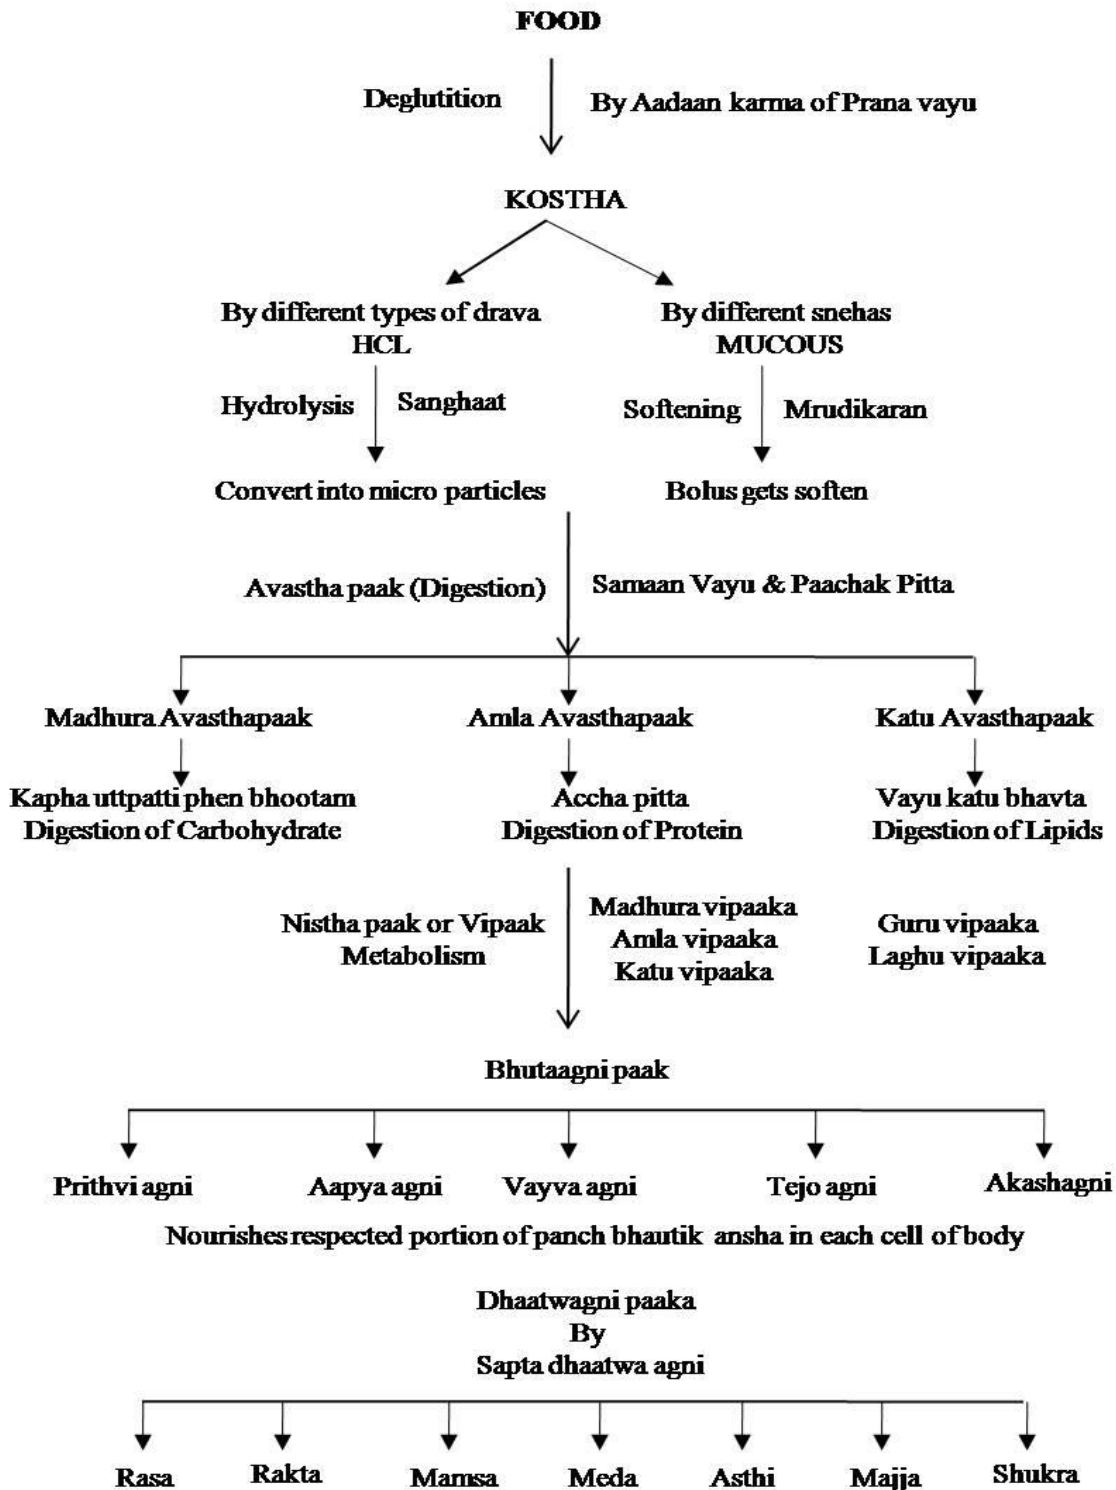 FOOD
Deglutition
By Aadaan karma of Prana vayu
KOSTHA
By different types of drava
HCL
By different snehas
MUCOUS
Hydrolysis
Sanghaat
Softening
Mrudikaran
Convert into micro particles
Bolus gets soften
Avastha paak (Digestion)
Samaan Vayu & Paachak Pitta
Madhura Avasthapaak
Amla Avasthapaak
Katu Avasthapaak
Kapha uttpatti phen bhootam
Digestion of Carbohydrate
Accha pitta
Digestion of Protein
Vayu katu bhavta
Digestion of Lipids
Nistha paak or Vipaak
Metabolism
Madhura vipaaka
Amla vipaaka
Katu vipaaka
Guru vipaaka
Laghu vipaaka
Bhutaagni paak
Prithvi agni
Aapya agni
Vayva agni
Tejo agni
Akashagni
Nourishes respected portion of panch bhautik ansha in each cell of body
Dhaatwagni paaka
By
Sapta dhaatwa agni
Rasa
Rakta
Mamsa
Meda
Asthi
Majja
Shukra